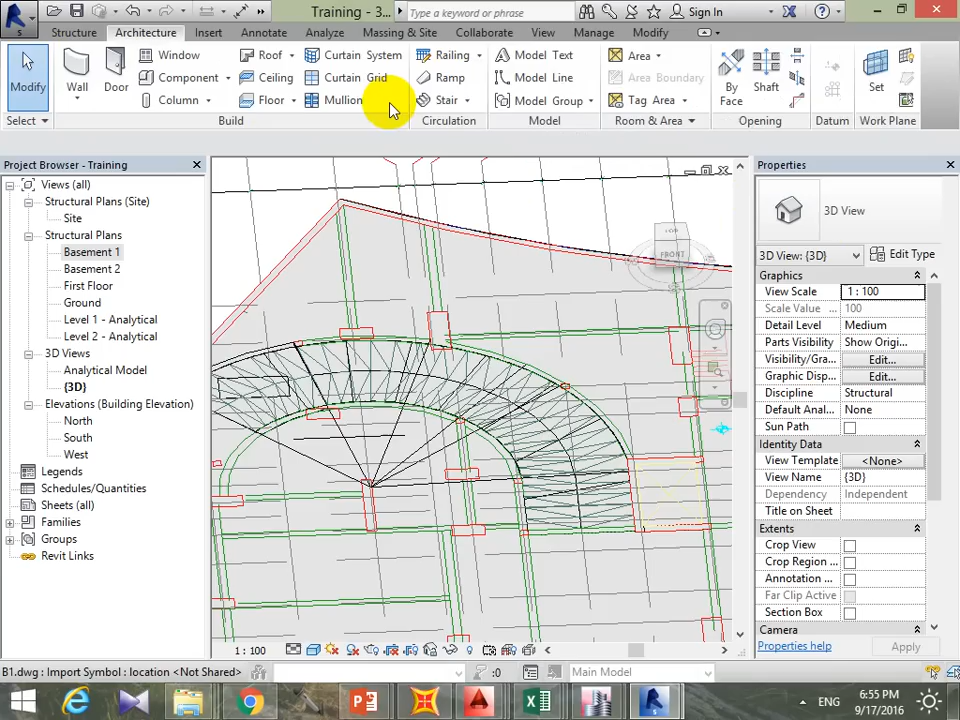 Training - 3...
Type a keyword or phrase
Sign In
Structure
Architecture
Insert
Annotate
Analyze
Massing & Site
Collaborate
View
Manage
Modify
Modify
Wall
Door
Window
Component
Column
Roof
Ceiling
Floor
Curtain System
Curtain Grid
Mullion
Railing
Ramp
Stair
Model Text
Model Line
Model Group
Area
Area Boundary
Tag Area
By
Face
Shaft
Set
Select
Build
Circulation
Model
Room & Area
Opening
Datum
Work Plane
Project Browser - Training
Views (all)
Structural Plans (Site)
Site
Structural Plans
Basement 1
Basement 2
First Floor
Ground
Level 1 - Analytical
Level 2 - Analytical
3D Views
Analytical Model
{3D}
Elevations (Building Elevation)
North
South
West
Legends
Schedules/Quantities
Sheets (all)
Families
Groups
Revit Links
TOP
FRONT
Properties
3D View
3D View: {3D}
Edit Type
Graphics
View Scale 1 : 100
Scale Value 100
Detail Level Medium
Parts Visibility Show Origi...
Visibility/Gra... Edit...
Graphic Disp... Edit...
Discipline Structural
Default Anal... None
Sun Path
Identity Data
View Template <None>
View Name {3D}
Dependency Independent
Title on Sheet
Extents
Crop View
Crop Region ...
Annotation ...
Far Clip Active
Section Box
Camera
Properties help
Apply
1 : 100
B1.dwg : Import Symbol : location <Not Shared>
:0
Main Model
ENG
6:55 PM
9/17/2016